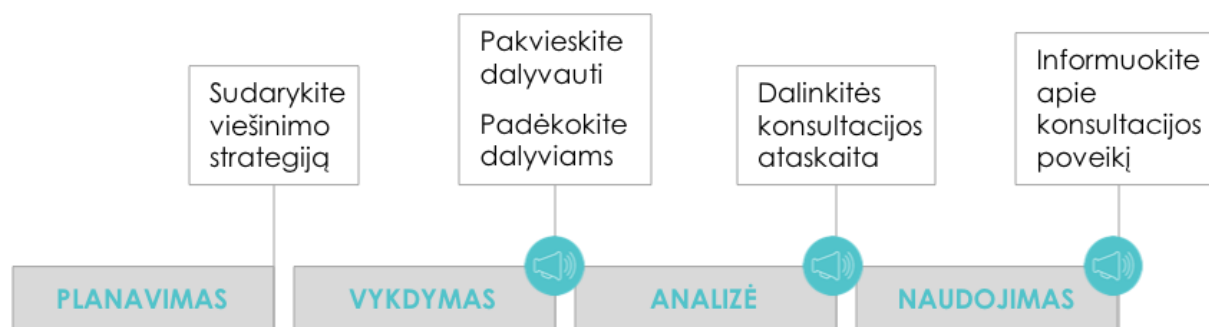 Sudarykite
viešinimo
strategiją
Pakvieskite
dalyvauti
Padėkokite
dalyviams
Dalinkitės
konsultacijos
ataskaita
Informuokite
apie
konsultacijos
poveikį
PLANAVIMAS
VYKDYMAS
ANALIZĖ
NAUDOJIMAS